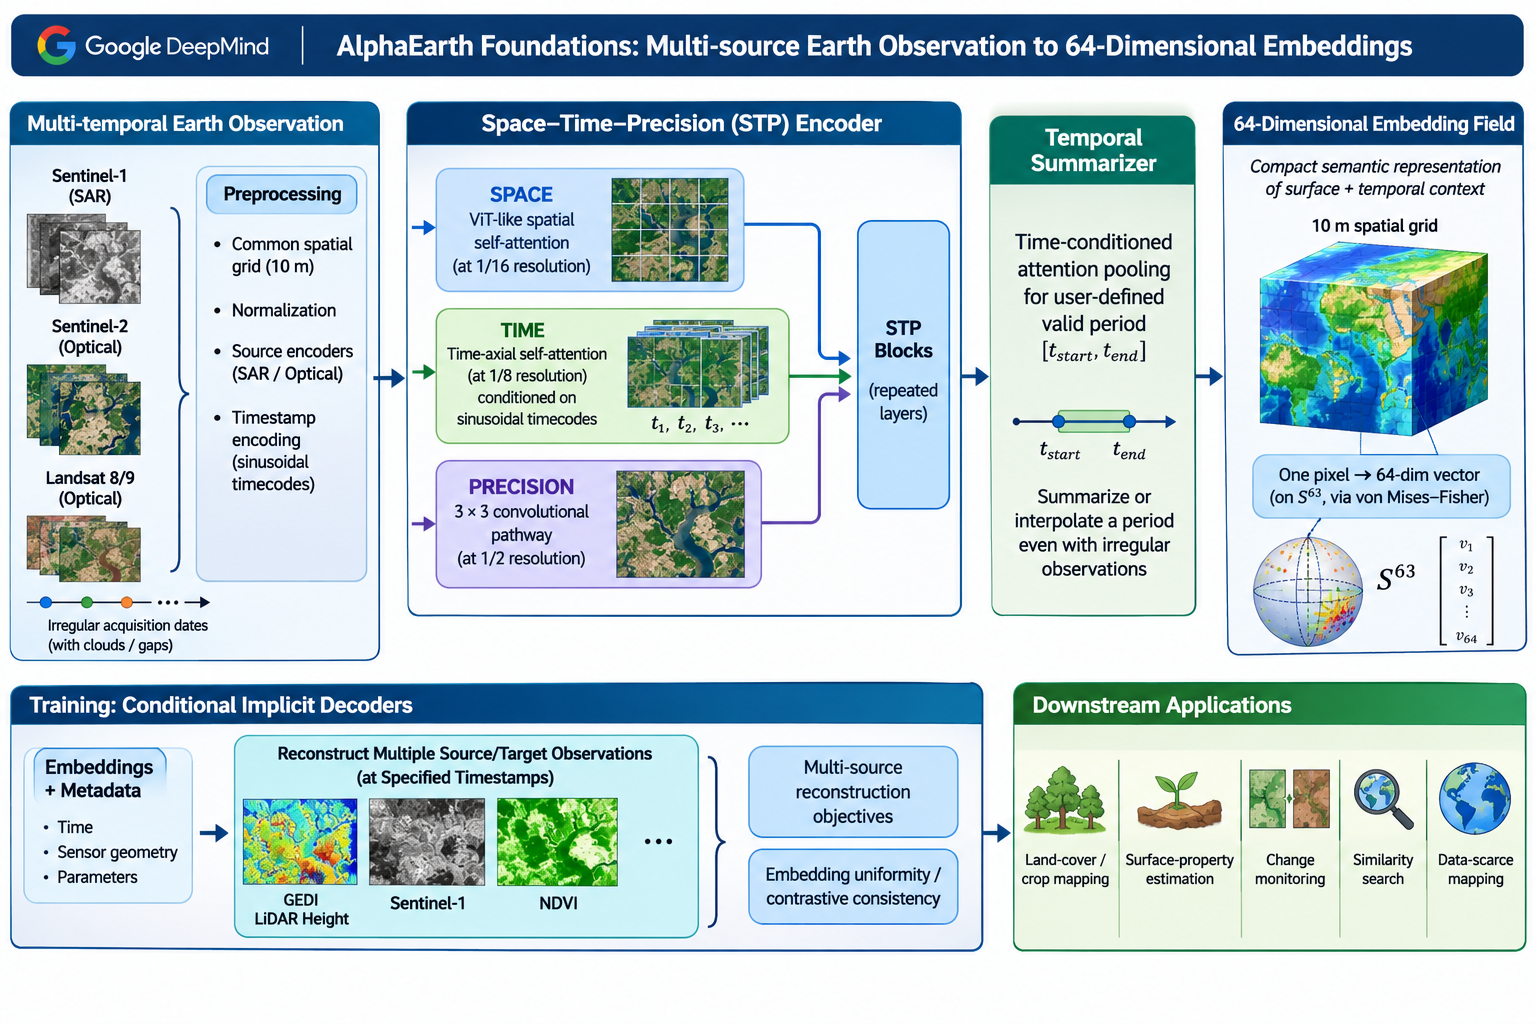 Google DeepMind
AlphaEarth Foundations: Multi-source Earth Observation to 64-Dimensional Embeddings
Multi-temporal Earth Observation
Sentinel-1
(SAR)
Sentinel-2
(Optical)
Landsat 8/9
(Optical)
Irregular acquisition dates
(with clouds / gaps)
Preprocessing
• Common spatial
grid (10 m)
• Normalization
• Source encoders
(SAR / Optical)
• Timestamp
encoding
(sinusoidal
timecodes)
Space–Time–Precision (STP) Encoder
SPACE
ViT-like spatial
self-attention
(at 1/16 resolution)
TIME
Time-axial self-attention
(at 1/8 resolution)
conditioned on
sinusoidal timecodes
t₁, t₂, t₃, ···
PRECISION
3 × 3 convolutional
pathway
(at 1/2 resolution)
STP
Blocks
(repeated
layers)
Temporal
Summarizer
Time-conditioned
attention pooling
for user-defined
valid period
[t_start, t_end]
t_start t_end
Summarize or
interpolate a period
even with irregular
observations
64-Dimensional Embedding Field
Compact semantic representation
of surface + temporal context
10 m spatial grid
One pixel → 64-dim vector
(on S⁶³, via von Mises–Fisher)
S⁶³
v₁
v₂
v₃
⋮
v₆₄
Training: Conditional Implicit Decoders
Embeddings
+ Metadata
• Time
• Sensor geometry
• Parameters
Reconstruct Multiple Source/Target Observations
(at Specified Timestamps)
GEDI
LiDAR Height
Sentinel-1
NDVI
···
Multi-source
reconstruction
objectives
Embedding uniformity /
contrastive consistency
Downstream Applications
Land-cover /
crop mapping
Surface-property
estimation
Change
monitoring
Similarity
search
Data-scarce
mapping